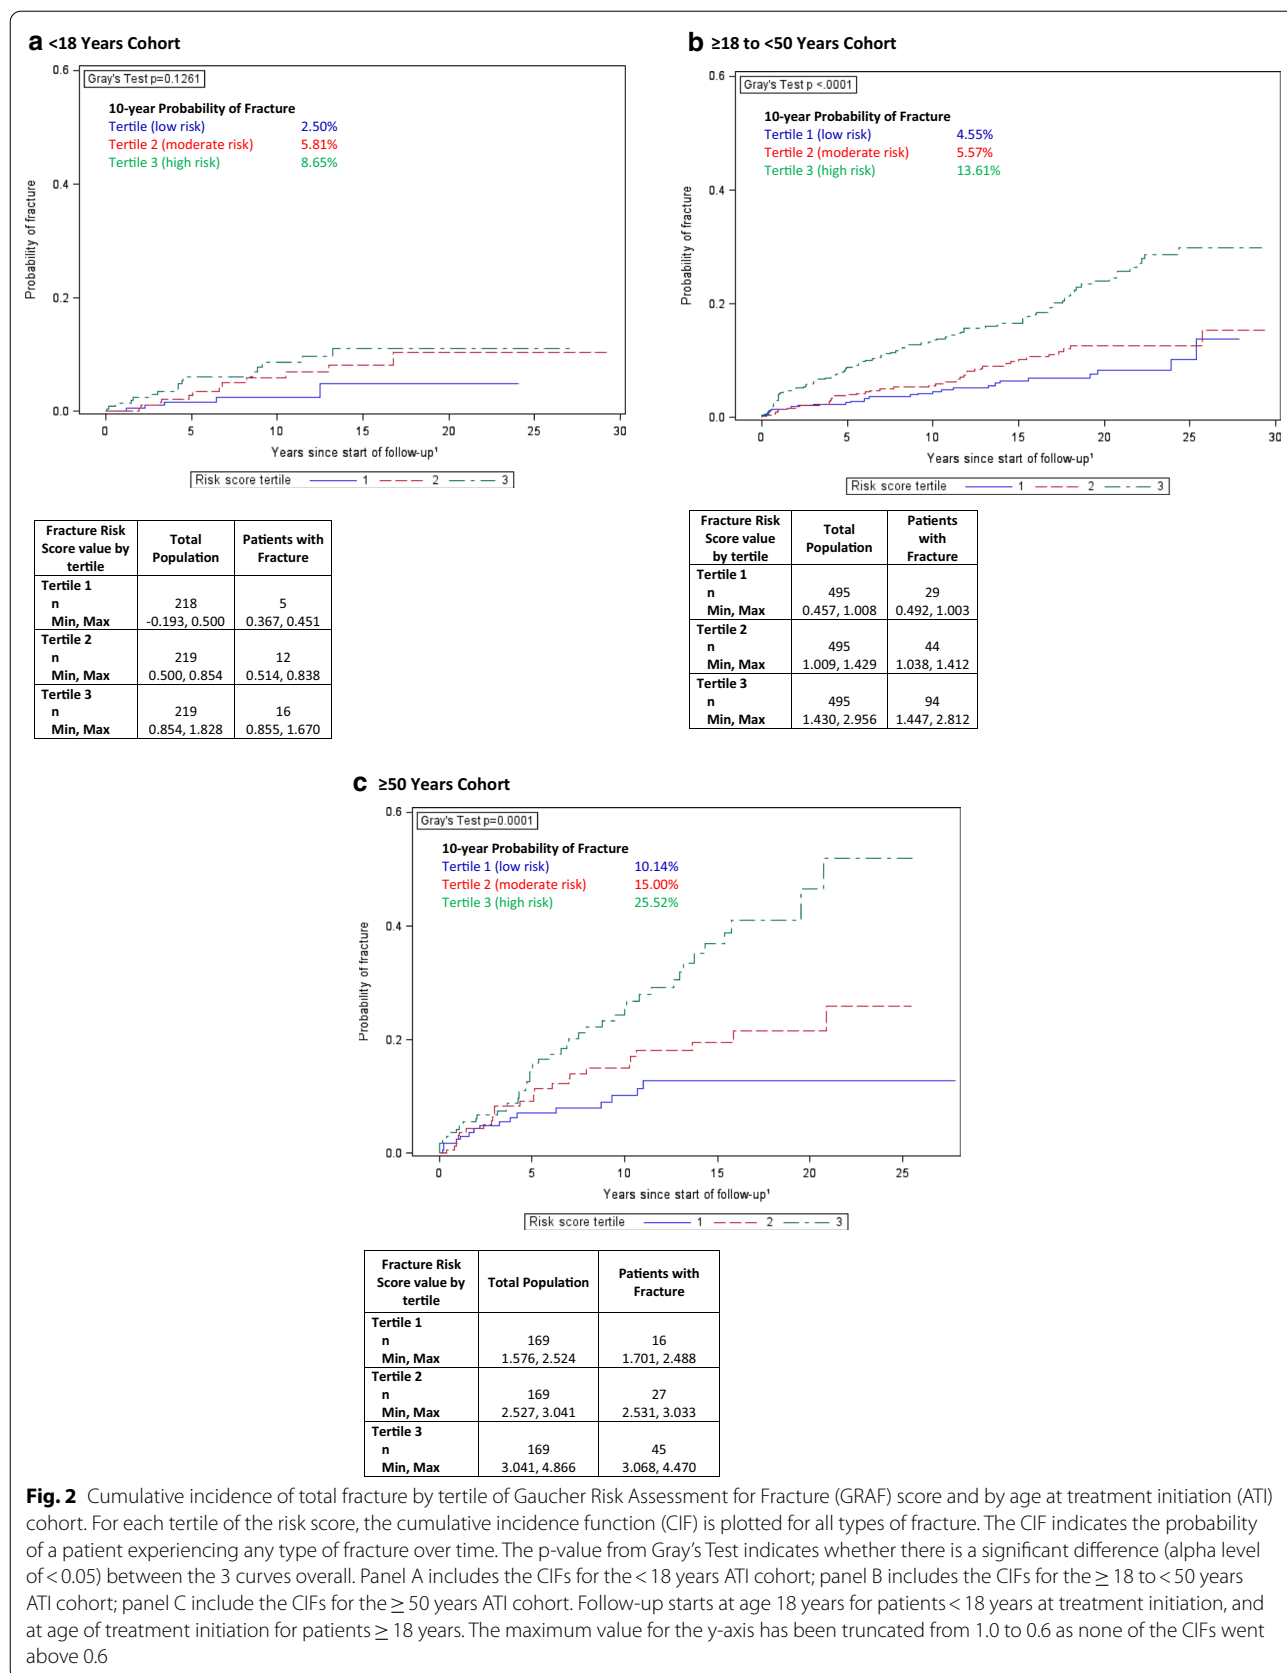 a <18 Years Cohort
Gray's Test p=0.1261
10-year Probability of Fracture
Tertile (low risk) 2.50%
Tertile 2 (moderate risk) 5.81%
Tertile 3 (high risk) 8.65%
0.6
0.4
0.2
0.0
Probability of fracture
0 5 10 15 20 25 30
Years since start of follow-up¹
Risk score tertile 1 2 3
Fracture Risk Score value by tertile | Total Population | Patients with Fracture
Tertile 1
n 218 5
Min, Max -0.193, 0.500 0.367, 0.451
Tertile 2
n 219 12
Min, Max 0.500, 0.854 0.514, 0.838
Tertile 3
n 219 16
Min, Max 0.854, 1.828 0.855, 1.670
b ≥18 to <50 Years Cohort
Gray's Test p <.0001
10-year Probability of Fracture
Tertile 1 (low risk) 4.55%
Tertile 2 (moderate risk) 5.57%
Tertile 3 (high risk) 13.61%
0.6
0.4
0.2
0.0
Probability of fracture
0 5 10 15 20 25 30
Years since start of follow-up¹
Risk score tertile 1 2 3
Fracture Risk Score value by tertile | Total Population | Patients with Fracture
Tertile 1
n 495 29
Min, Max 0.457, 1.008 0.492, 1.003
Tertile 2
n 495 44
Min, Max 1.009, 1.429 1.038, 1.412
Tertile 3
n 495 94
Min, Max 1.430, 2.956 1.447, 2.812
c ≥50 Years Cohort
Gray's Test p=0.0001
10-year Probability of Fracture
Tertile 1 (low risk) 10.14%
Tertile 2 (moderate risk) 15.00%
Tertile 3 (high risk) 25.52%
0.6
0.4
0.2
0.0
Probability of fracture
0 5 10 15 20 25
Years since start of follow-up¹
Risk score tertile 1 2 3
Fracture Risk Score value by tertile | Total Population | Patients with Fracture
Tertile 1
n 169 16
Min, Max 1.576, 2.524 1.701, 2.488
Tertile 2
n 169 27
Min, Max 2.527, 3.041 2.531, 3.033
Tertile 3
n 169 45
Min, Max 3.041, 4.866 3.068, 4.470
Fig. 2 Cumulative incidence of total fracture by tertile of Gaucher Risk Assessment for Fracture (GRAF) score and by age at treatment initiation (ATI)
cohort. For each tertile of the risk score, the cumulative incidence function (CIF) is plotted for all types of fracture. The CIF indicates the probability
of a patient experiencing any type of fracture over time. The p-value from Gray's Test indicates whether there is a significant difference (alpha level
of < 0.05) between the 3 curves overall. Panel A includes the CIFs for the < 18 years ATI cohort; panel B includes the CIFs for the ≥ 18 to < 50 years
ATI cohort; panel C include the CIFs for the ≥ 50 years ATI cohort. Follow-up starts at age 18 years for patients < 18 years at treatment initiation, and
at age of treatment initiation for patients ≥ 18 years. The maximum value for the y-axis has been truncated from 1.0 to 0.6 as none of the CIFs went
above 0.6